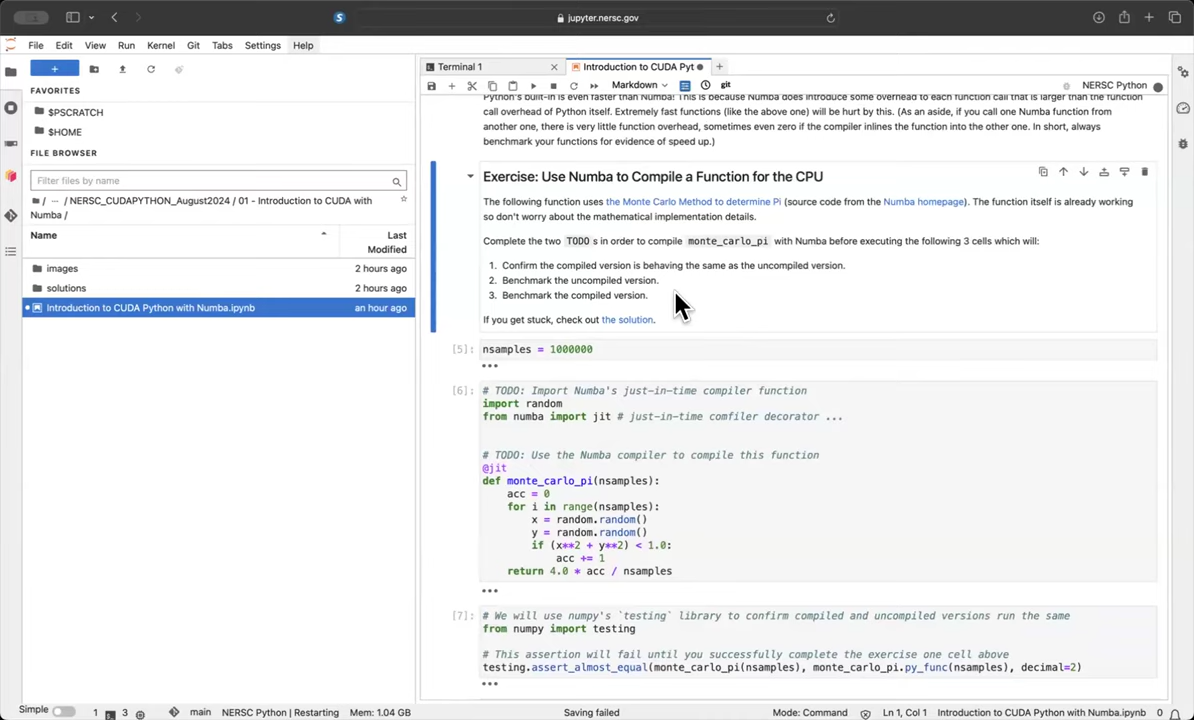 S
jupyter.nersc.gov
File Edit View Run Kernel Git Tabs Settings Help
+
FAVORITES
$PSCRATCH
$HOME
FILE BROWSER
Filter files by name
/ ··· / NERSC_CUDAPYTHON_August2024 / 01 - Introduction to CUDA with
Numba /
Name Last
Modified
images 2 hours ago
solutions 2 hours ago
Introduction to CUDA Python with Numba.ipynb an hour ago
Terminal 1 Introduction to CUDA Pyt
Markdown git NERSC Python
Python's built-in is even faster than Numba! This is because Numba does introduce some overhead to each function call that is larger than the function
call overhead of Python itself. Extremely fast functions (like the above one) will be hurt by this. (As an aside, if you call one Numba function from
another one, there is very little function overhead, sometimes even zero if the compiler inlines the function into the other one. In short, always
benchmark your functions for evidence of speed up.)
Exercise: Use Numba to Compile a Function for the CPU
The following function uses the Monte Carlo Method to determine Pi (source code from the Numba homepage). The function itself is already working
so don't worry about the mathematical implementation details.
Complete the two TODO s in order to compile monte_carlo_pi with Numba before executing the following 3 cells which will:
1. Confirm the compiled version is behaving the same as the uncompiled version.
2. Benchmark the uncompiled version.
3. Benchmark the compiled version.
If you get stuck, check out the solution.
[5]: nsamples = 1000000
•••
[6]: # TODO: Import Numba's just-in-time compiler function
import random
from numba import jit # just-in-time comfiler decorator ...
# TODO: Use the Numba compiler to compile this function
@jit
def monte_carlo_pi(nsamples):
acc = 0
for i in range(nsamples):
x = random.random()
y = random.random()
if (x**2 + y**2) < 1.0:
acc += 1
return 4.0 * acc / nsamples
•••
[7]: # We will use numpy's `testing` library to confirm compiled and uncompiled versions run the same
from numpy import testing
# This assertion will fail until you successfully complete the exercise one cell above
testing.assert_almost_equal(monte_carlo_pi(nsamples), monte_carlo_pi.py_func(nsamples), decimal=2)
•••
Simple 1 3 main NERSC Python | Restarting Mem: 1.04 GB Saving failed Mode: Command Ln 1, Col 1 Introduction to CUDA Python with Numba.ipynb 0